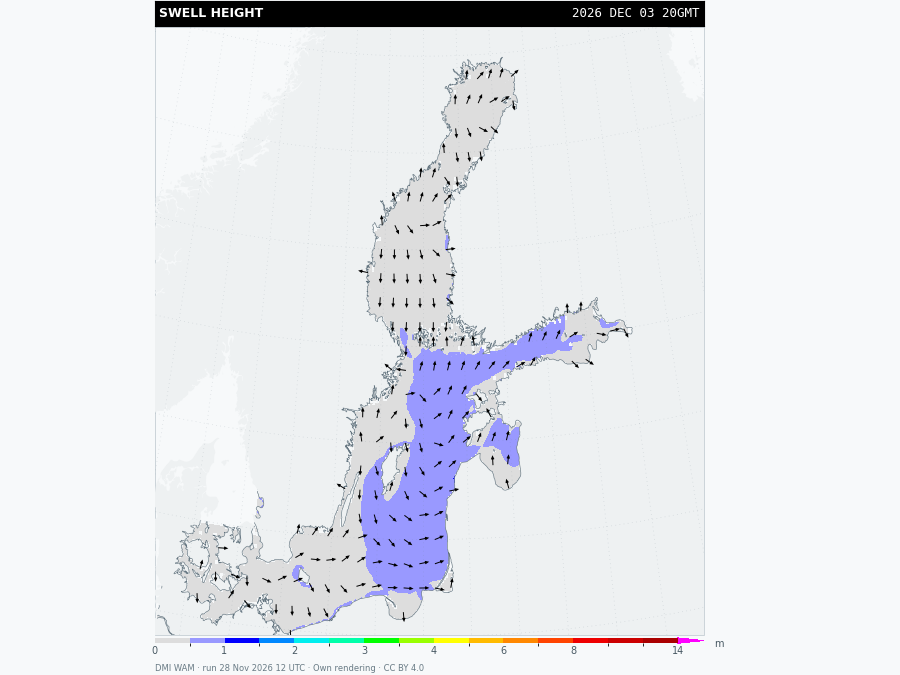 SWELL HEIGHT
2026 DEC 03 20GMT
0 1 2 3 4 6 8 14 m
DMI WAM · run 28 Nov 2026 12 UTC · Own rendering · CC BY 4.0